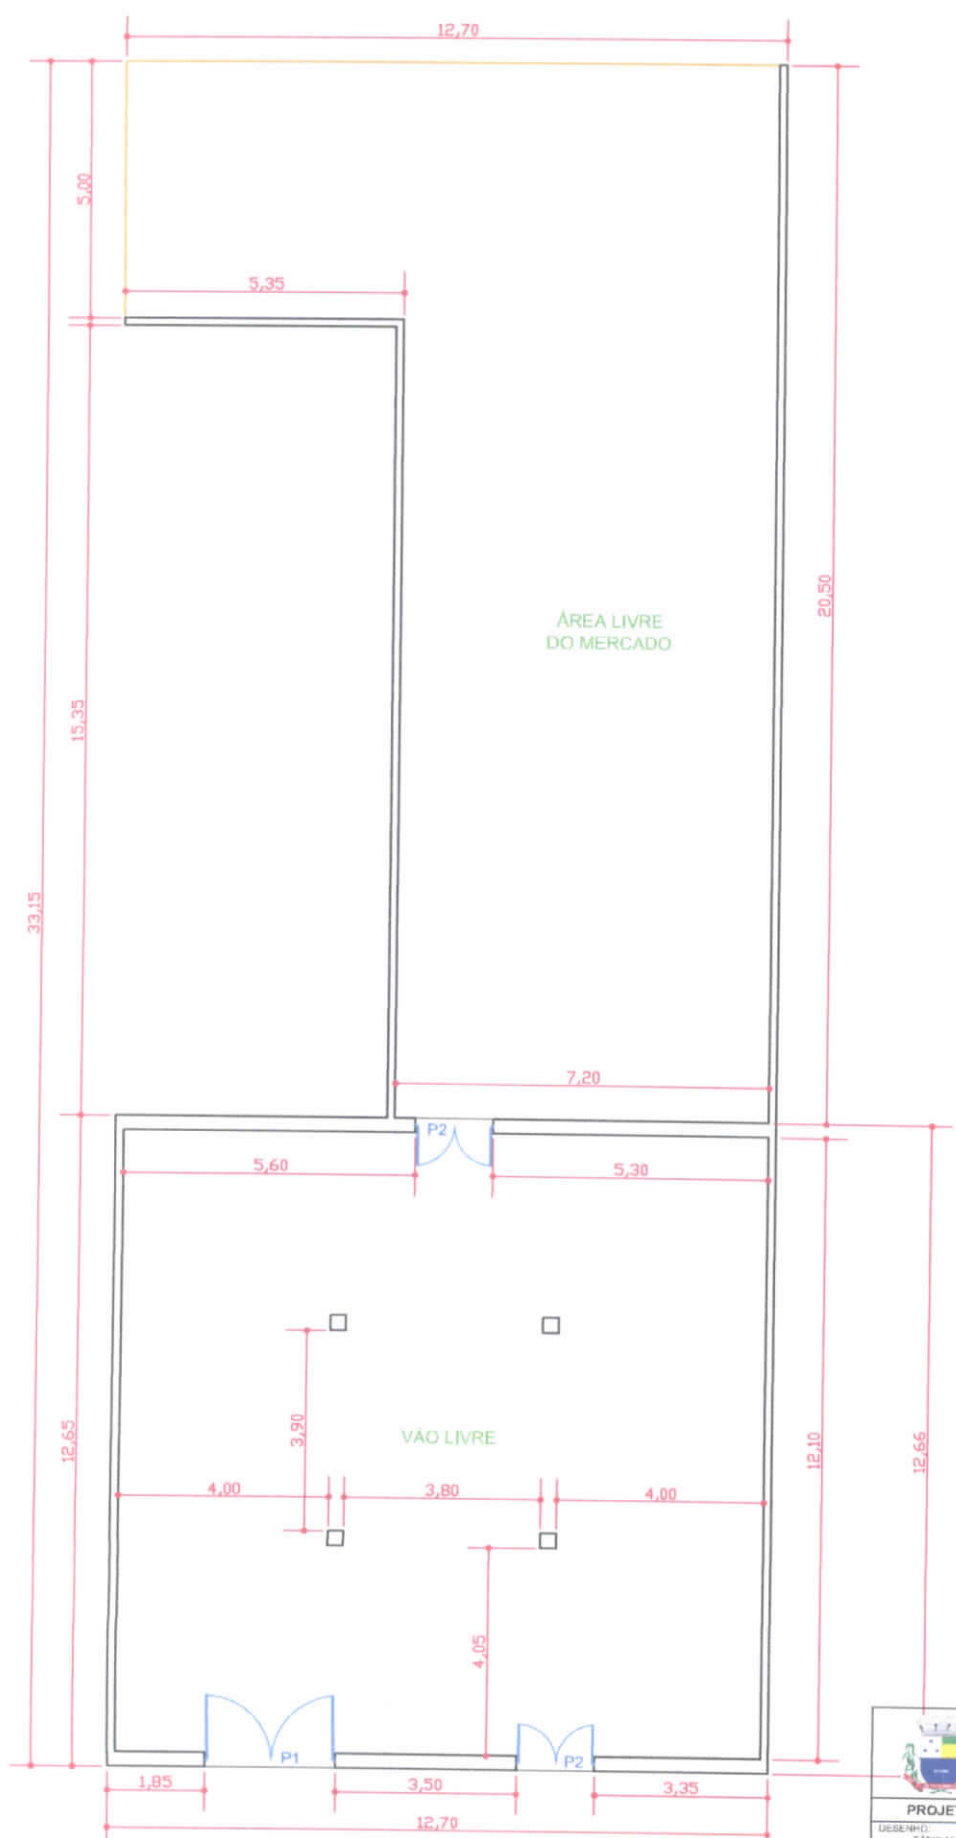 12,70
5,00
5,35
20,50
ÁREA LIVRE
DO MERCADO
15,35
33,15
7,20
P2
5,60
5,30
3,90
VÃO LIVRE
12,65
12,10
12,66
4,00
3,80
4,00
4,05
P1
P2
1,85
3,50
3,35
12,70
PROJET
DESENHO: